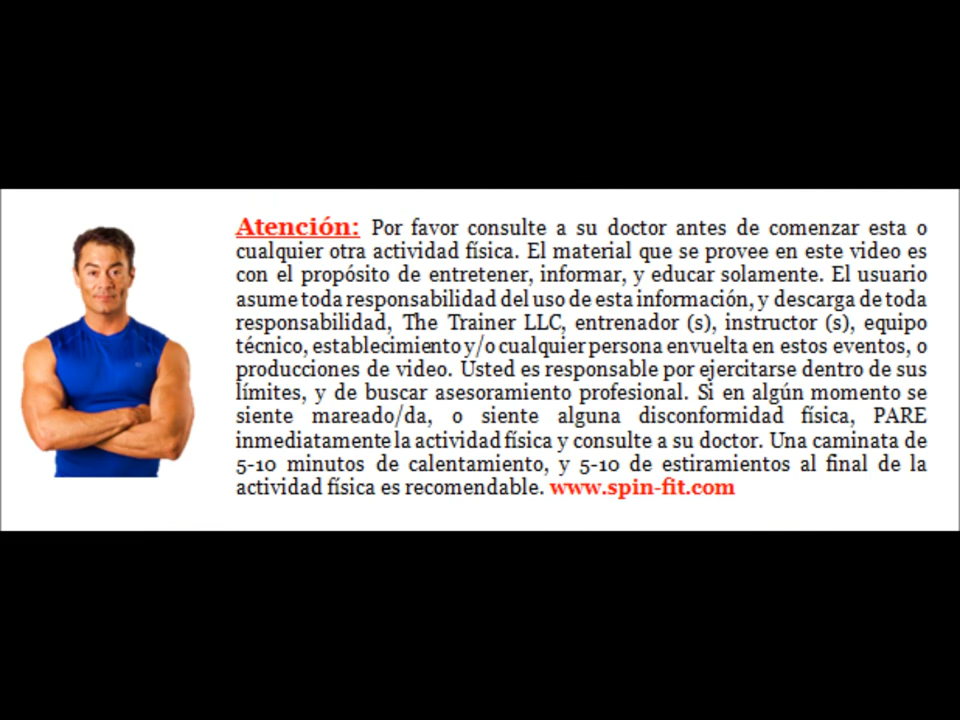 Atención: Por favor consulte a su doctor antes de comenzar esta o
cualquier otra actividad física. El material que se provee en este video es
con el propósito de entretener, informar, y educar solamente. El usuario
asume toda responsabilidad del uso de esta información, y descarga de toda
responsabilidad, The Trainer LLC, entrenador (s), instructor (s), equipo
técnico, establecimiento y/o cualquier persona envuelta en estos eventos, o
producciones de video. Usted es responsable por ejercitarse dentro de sus
límites, y de buscar asesoramiento profesional. Si en algún momento se
siente mareado/da, o siente alguna disconformidad física, PARE
inmediatamente la actividad física y consulte a su doctor. Una caminata de
5-10 minutos de calentamiento, y 5-10 de estiramientos al final de la
actividad física es recomendable. www.spin-fit.com